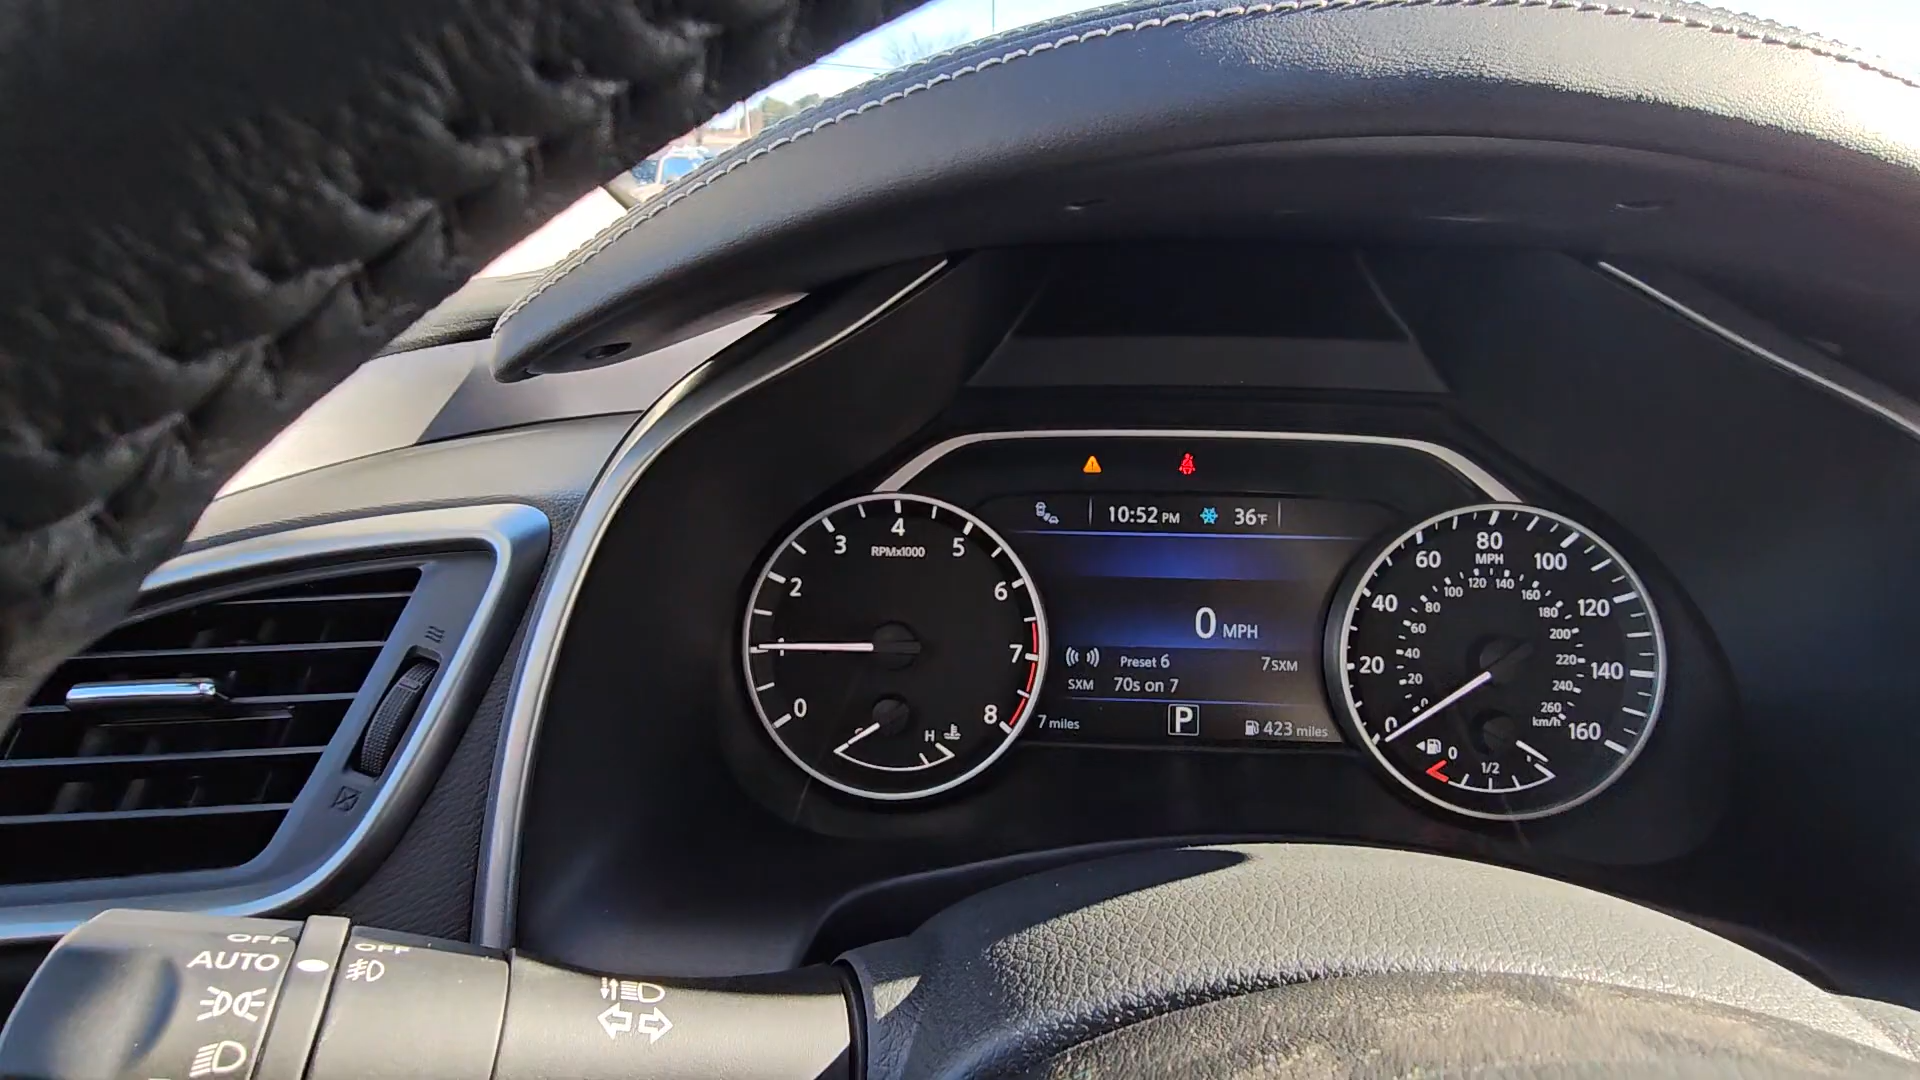 10:52 PM 36°F
0 MPH
Preset 6 7SXM
SXM 70s on 7
7 miles P 423 miles
0 2 3 4 5 6 7 8
RPMx1000
H
0 20 40 60 80 100 120 140 160
MPH
0 20 40 60 80 100 120 140 160 180 200 220 240 260
km/h
0 1/2
OFF OFF
AUTO